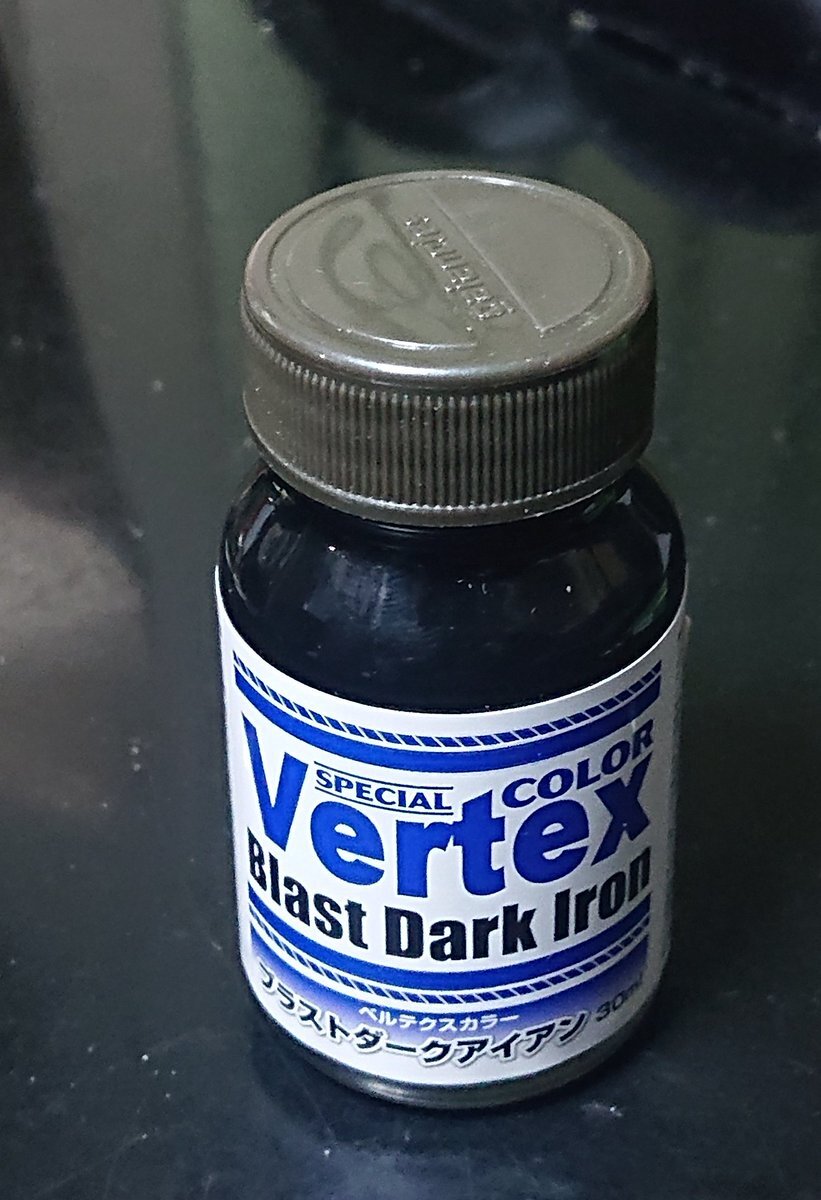 gaianotes
SPECIAL COLOR
Vertex
Blast Dark Iron
ベルテクスカラー
ブラストダークアイアン 30ml